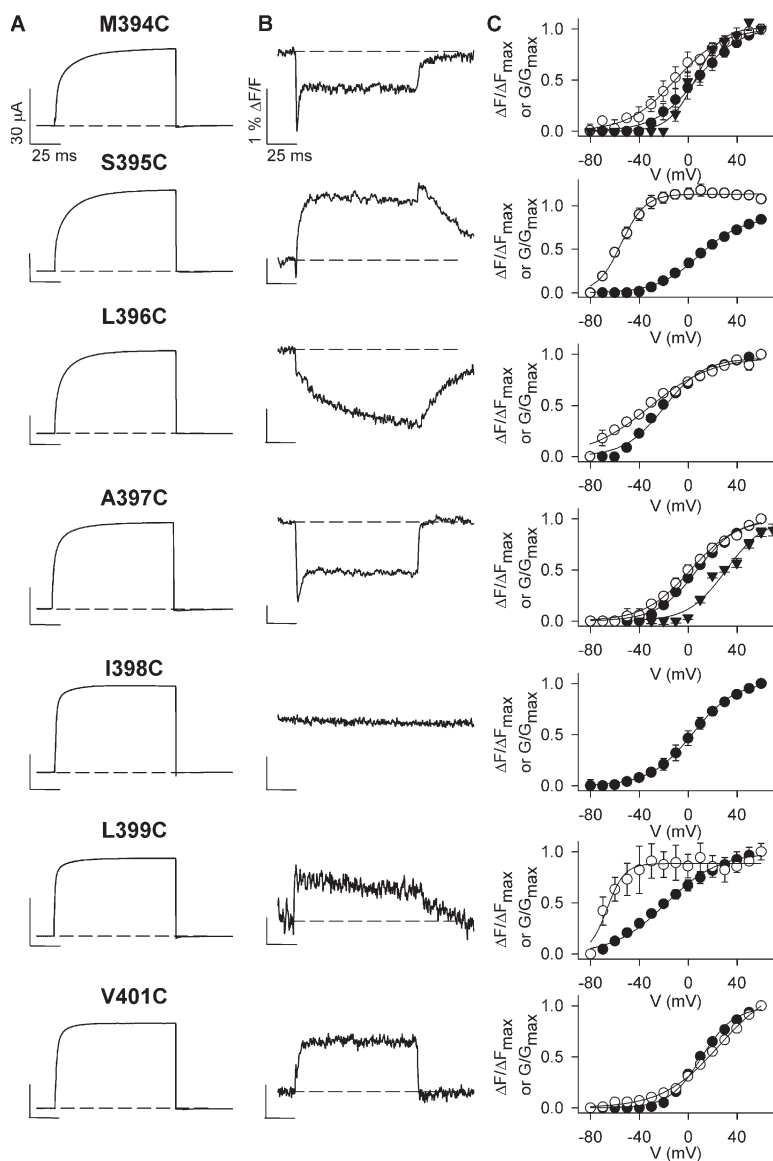 A
B
C
M394C
30 µA
25 ms
1 % ΔF/F
25 ms
ΔF/ΔFmax
or G/Gmax
1.0
0.5
0.0
-80
-40
0
40
V (mV)
S395C
ΔF/ΔFmax
or G/Gmax
1.0
0.5
0.0
-80
-40
0
40
V (mV)
L396C
ΔF/ΔFmax
or G/Gmax
1.0
0.5
0.0
-80
-40
0
40
V (mV)
A397C
ΔF/ΔFmax
or G/Gmax
1.0
0.5
0.0
-80
-40
0
40
V (mV)
I398C
ΔF/ΔFmax
or G/Gmax
1.0
0.5
0.0
-80
-40
0
40
V (mV)
L399C
ΔF/ΔFmax
or G/Gmax
1.0
0.5
0.0
-80
-40
0
40
V (mV)
V401C
ΔF/ΔFmax
or G/Gmax
1.0
0.5
0.0
-80
-40
0
40
V (mV)